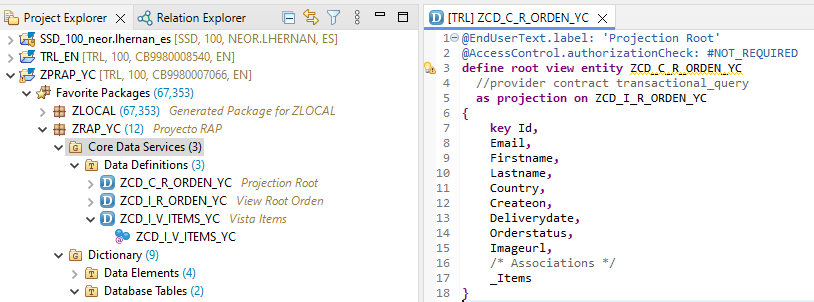 Project Explorer
Relation Explorer
SSD_100_neor.lhernan_es [SSD, 100, NEOR.LHERNAN, ES]
TRL_EN [TRL, 100, CB9980008540, EN]
ZPRAP_YC [TRL, 100, CB9980007066, EN]
Favorite Packages (67,353)
ZLOCAL (67,353) Generated Package for ZLOCAL
ZRAP_YC (12) Proyecto RAP
Core Data Services (3)
Data Definitions (3)
ZCD_C_R_ORDEN_YC Projection Root
ZCD_I_R_ORDEN_YC View Root Orden
ZCD_I_V_ITEMS_YC Vista Items
ZCD_I_V_ITEMS_YC
Dictionary (9)
Data Elements (4)
Database Tables (2)
[TRL] ZCD_C_R_ORDEN_YC
1 @EndUserText.label: 'Projection Root'
2 @AccessControl.authorizationCheck: #NOT_REQUIRED
3 define root view entity ZCD_C_R_ORDEN_YC
4 //provider contract transactional_query
5 as projection on ZCD_I_R_ORDEN_YC
6 {
7 key Id,
8 Email,
9 Firstname,
10 Lastname,
11 Country,
12 Createon,
13 Deliverydate,
14 Orderstatus,
15 Imageurl,
16 /* Associations */
17 _Items
18 }